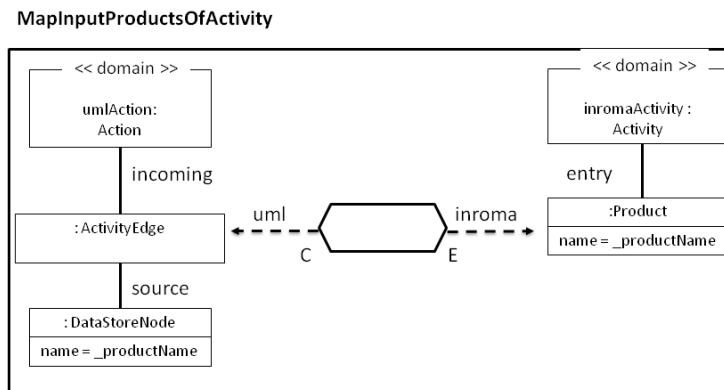 MapInputProductsOfActivity
<< domain >>
umlAction:
Action
incoming
:ActivityEdge
source
:DataStoreNode
name = _productName
uml
C
inroma
E
<< domain >>
inromaActivity :
Activity
entry
:Product
name = _productName